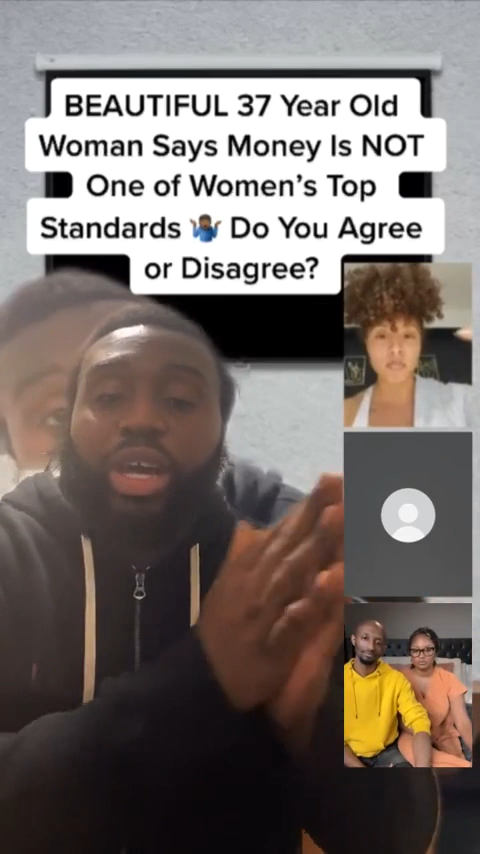 BEAUTIFUL 37 Year Old
Woman Says Money Is NOT
One of Women’s Top
Standards 🤷🏾‍♂️ Do You Agree
or Disagree?